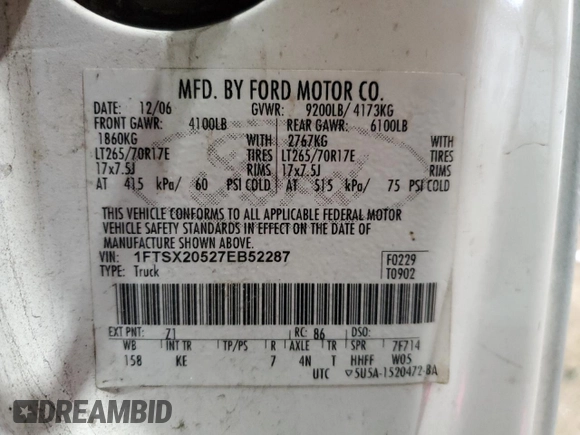 MFD. BY FORD MOTOR CO.
DATE: 12/06 GVWR: 9200LB/ 4173KG
FRONT GAWR: 4100LB REAR GAWR: 6100LB
1860KG WITH 2767KG WITH
LT265/70R17E TIRES LT265/70R17E TIRES
17x7.5J RIMS 17x7.5J RIMS
AT 415 kPa/ 60 PSI COLD AT 515 kPa/ 75 PSI COLD
THIS VEHICLE CONFORMS TO ALL APPLICABLE FEDERAL MOTOR
VEHICLE SAFETY STANDARDS IN EFFECT ON THE DATE OF
MANUFACTURE SHOWN ABOVE.
VIN: 1FTSX20527EB52287 F0229
TYPE: Truck T0902
EXT PNT: Z1 RC: 86 DSO:
WB INT TR TP/PS R AXLE TR SPR 7F714
158 KE 7 4N T HHFF W05
UTC 5U5A-1520472-BA
DREAMBID